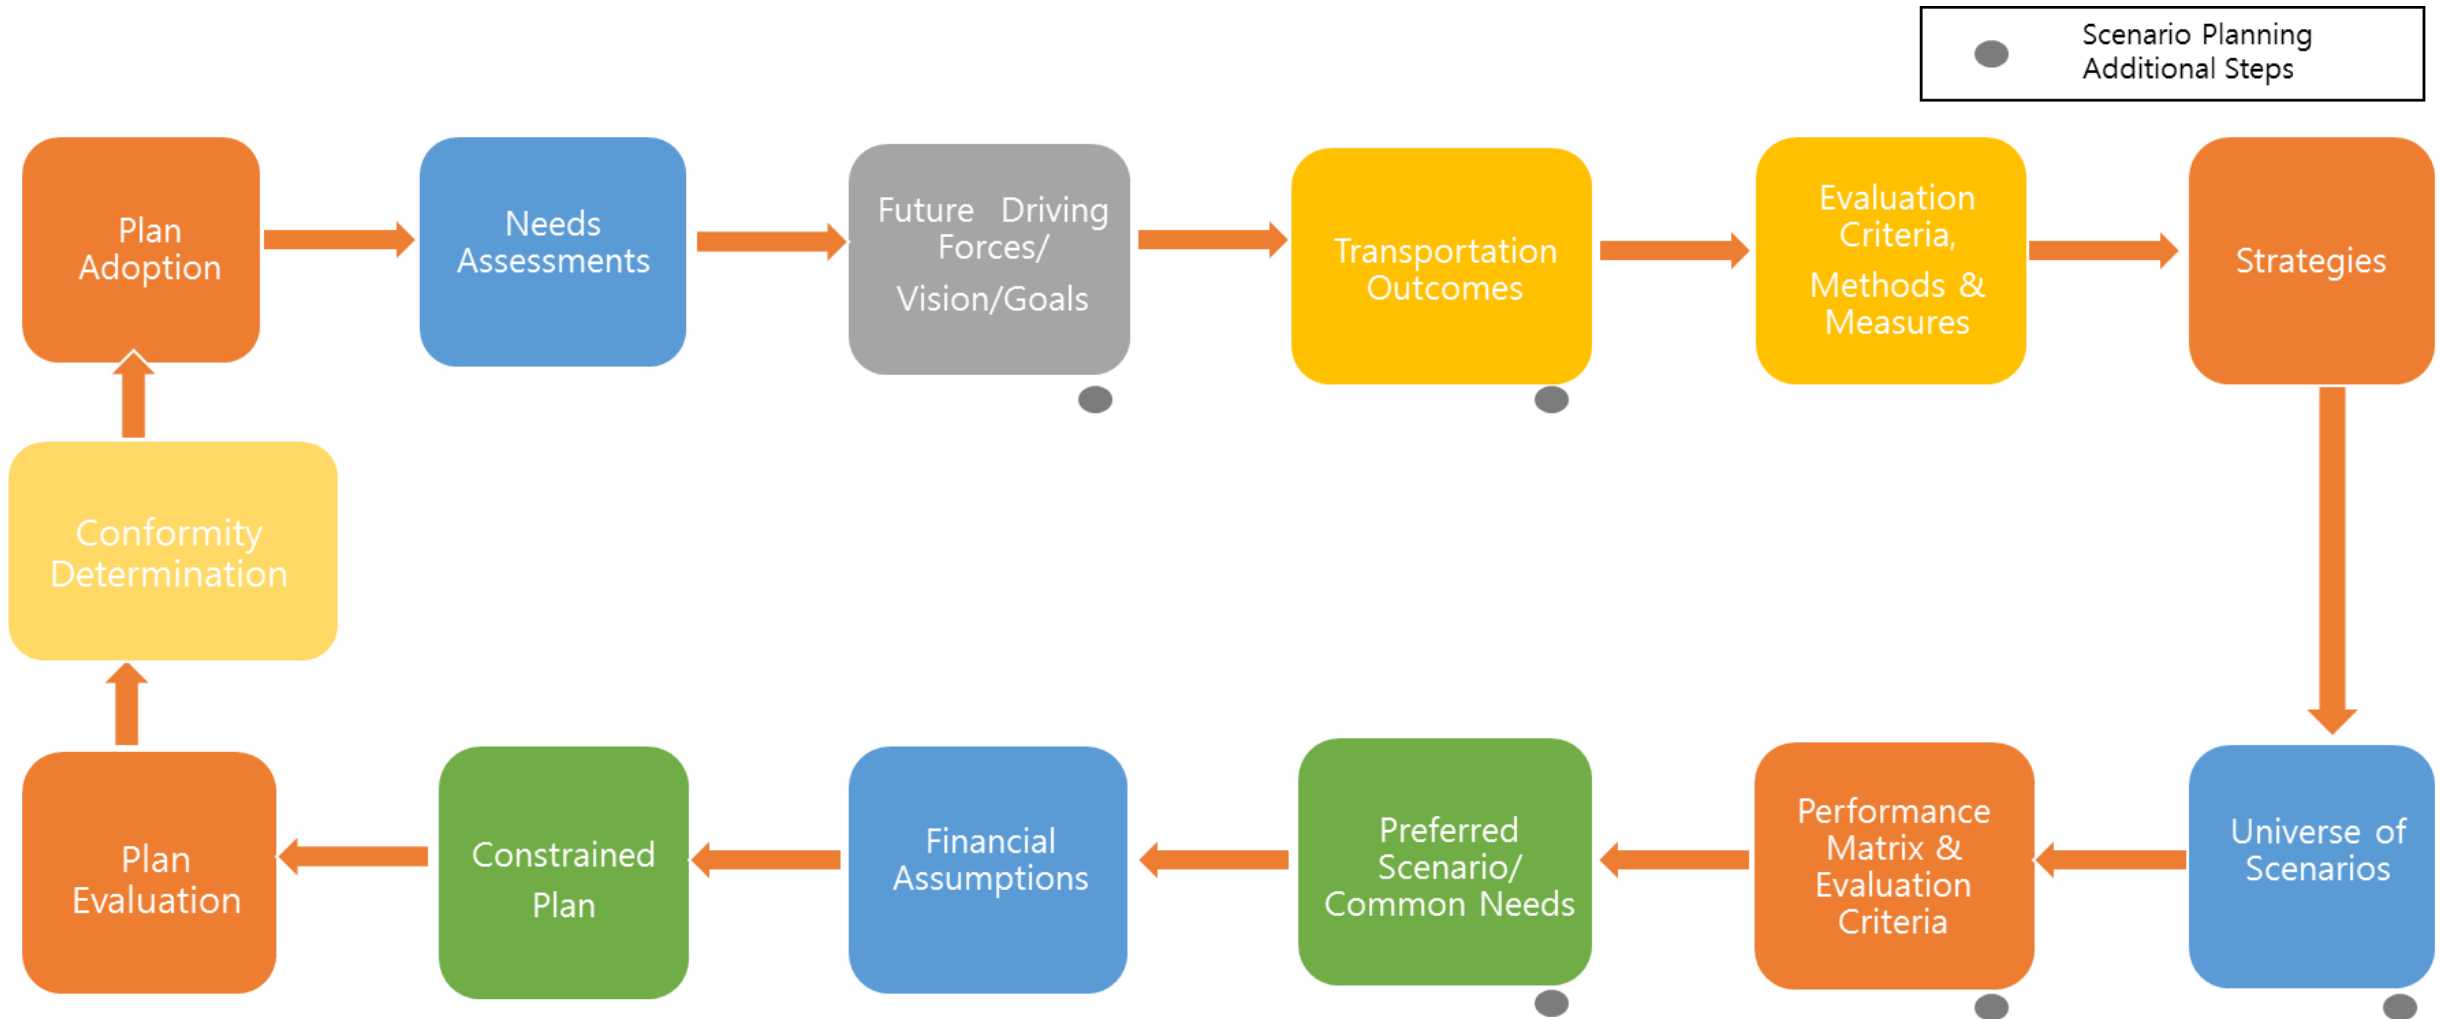 Scenario Planning
Additional Steps
Plan
Adoption
Needs
Assessments
Future Driving
Forces/
Vision/Goals
Transportation
Outcomes
Evaluation
Criteria,
Methods &
Measures
Strategies
Conformity
Determination
Plan
Evaluation
Constrained
Plan
Financial
Assumptions
Preferred
Scenario/
Common Needs
Performance
Matrix &
Evaluation
Criteria
Universe of
Scenarios